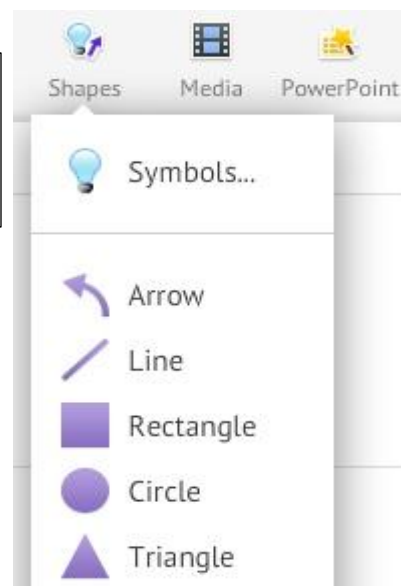 Shapes Media PowerPoint
Symbols...
Arrow
Line
Rectangle
Circle
Triangle